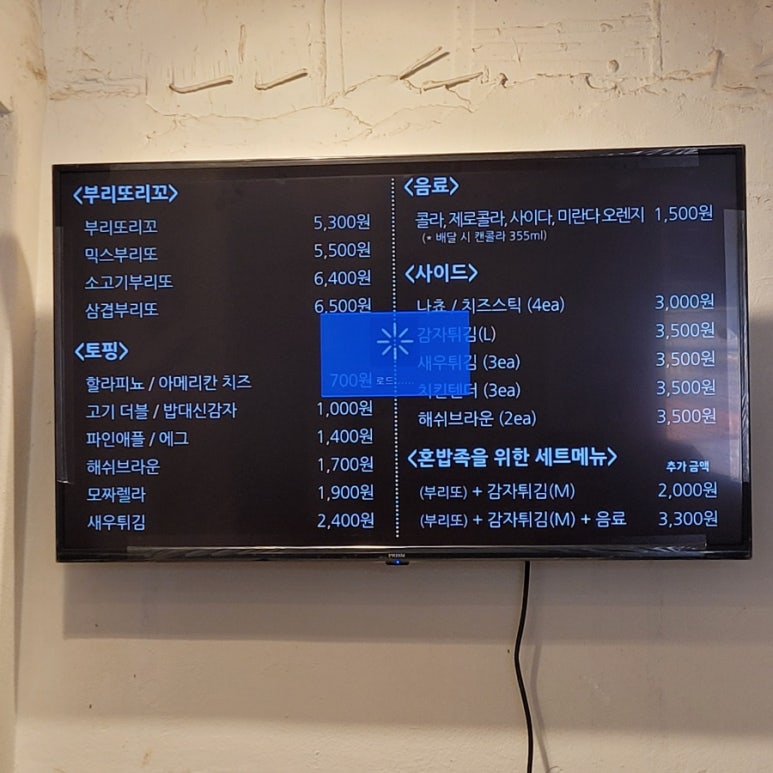 <부리또리꼬>
부리또리꼬 5,300원
믹스부리또 5,500원
소고기부리또 6,400원
삼겹부리또 6,500원
<토핑>
할라피뇨 / 아메리칸 치즈 700원
고기 더블 / 밥대신감자 1,000원
파인애플 / 에그 1,400원
해쉬브라운 1,700원
모짜렐라 1,900원
새우튀김 2,400원
<음료>
콜라, 제로콜라, 사이다, 미란다 오렌지 1,500원
(* 배달 시 캔콜라 355ml)
<사이드>
나쵸 / 치즈스틱 (4ea) 3,000원
감자튀김(L) 3,500원
새우튀김 (3ea) 3,500원
치킨텐더 (3ea) 3,500원
해쉬브라운 (2ea) 3,500원
<혼밥족을 위한 세트메뉴>
추가 금액
(부리또) + 감자튀김(M) 2,000원
(부리또) + 감자튀김(M) + 음료 3,300원
로드......
PRISM